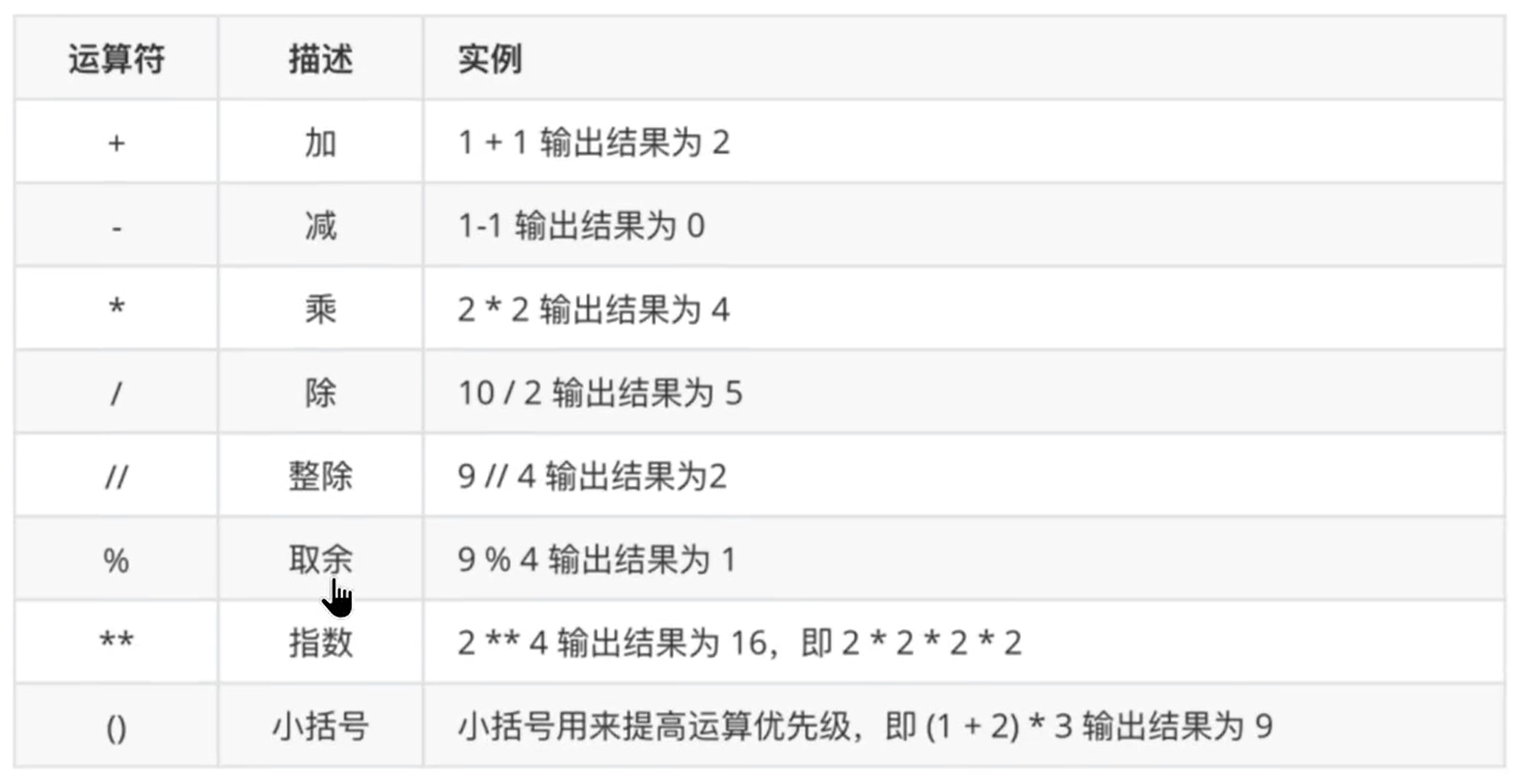 运算符 描述 实例
+ 加 1 + 1 输出结果为 2
- 减 1-1 输出结果为 0
* 乘 2 * 2 输出结果为 4
/ 除 10 / 2 输出结果为 5
// 整除 9 // 4 输出结果为2
% 取余 9 % 4 输出结果为 1
** 指数 2 ** 4 输出结果为 16，即 2 * 2 * 2 * 2
() 小括号 小括号用来提高运算优先级，即 (1 + 2) * 3 输出结果为 9